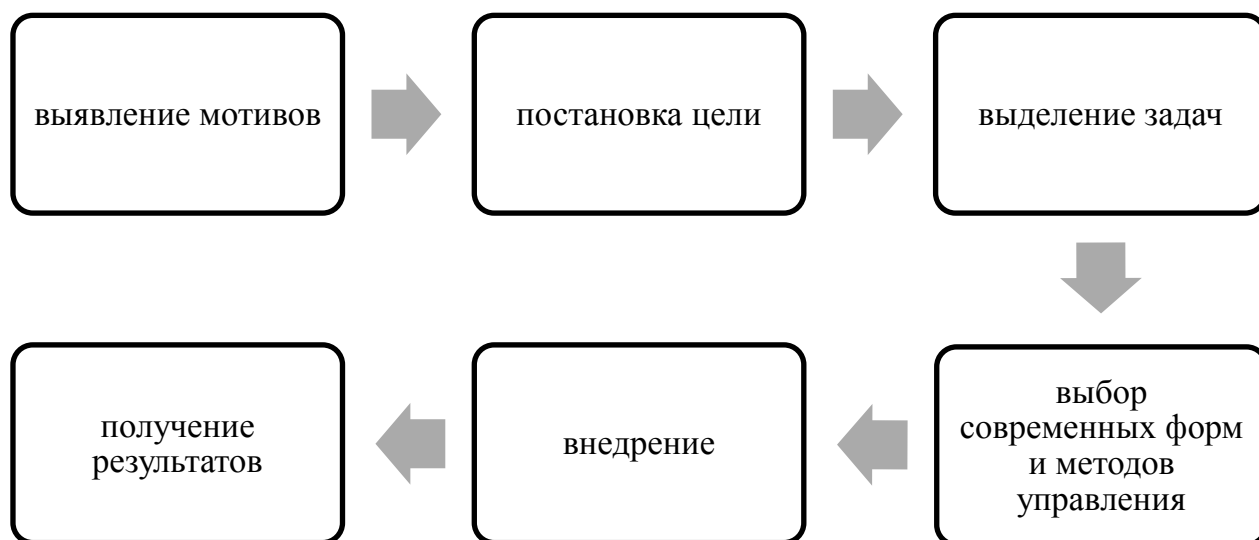 выявление мотивов
постановка цели
выделение задач
выбор
современных форм
и методов
управления
внедрение
получение
результатов